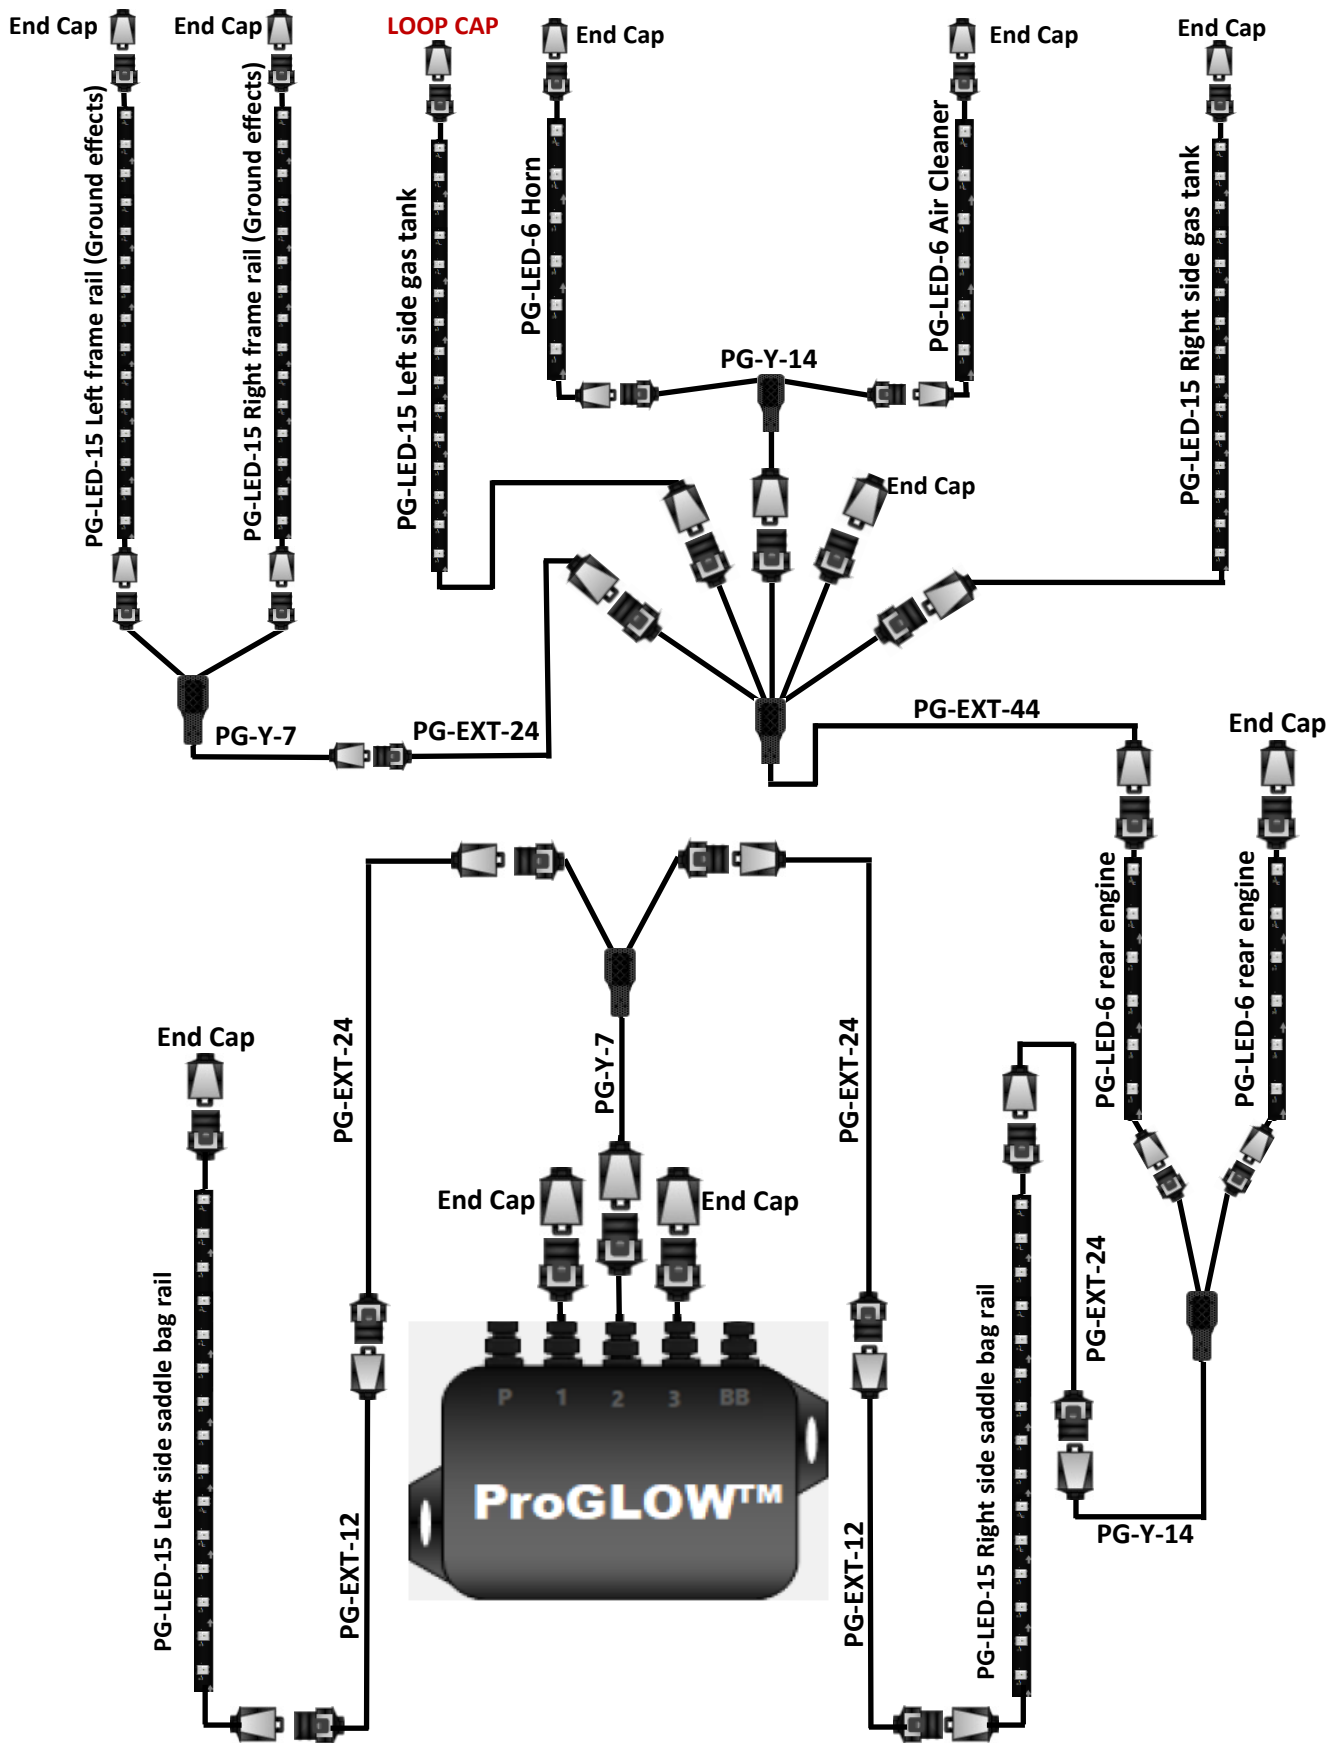 End Cap
End Cap
LOOP CAP
End Cap
End Cap
End Cap
PG-LED-15 Left frame rail (Ground effects)
PG-LED-15 Right frame rail (Ground effects)
PG-LED-15 Left side gas tank
PG-LED-6 Horn
PG-LED-6 Air Cleaner
PG-LED-15 Right side gas tank
PG-Y-14
End Cap
PG-Y-7
PG-EXT-24
PG-EXT-44
End Cap
PG-LED-6 rear engine
PG-LED-6 rear engine
End Cap
PG-EXT-24
PG-Y-7
PG-EXT-24
End Cap
End Cap
PG-EXT-24
PG-LED-15 Left side saddle bag rail
PG-LED-15 Right side saddle bag rail
P 1 2 3 BB
ProGLOW™
PG-EXT-12
PG-EXT-12
PG-Y-14